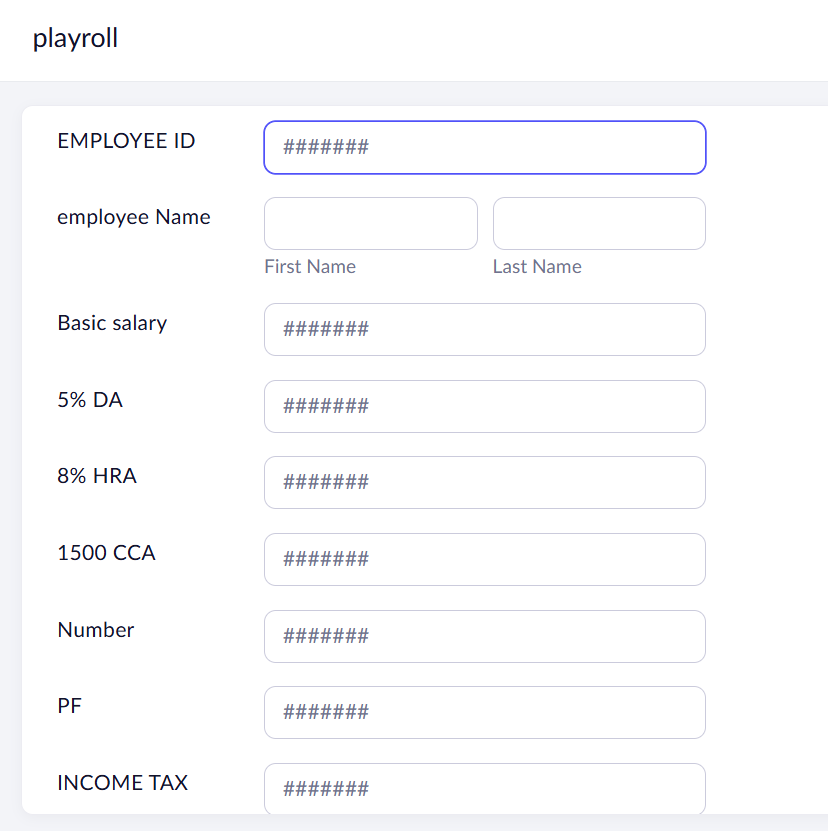 playroll
EMPLOYEE ID
#######
employee Name
First Name
Last Name
Basic salary
#######
5% DA
#######
8% HRA
#######
1500 CCA
#######
Number
#######
PF
#######
INCOME TAX
#######